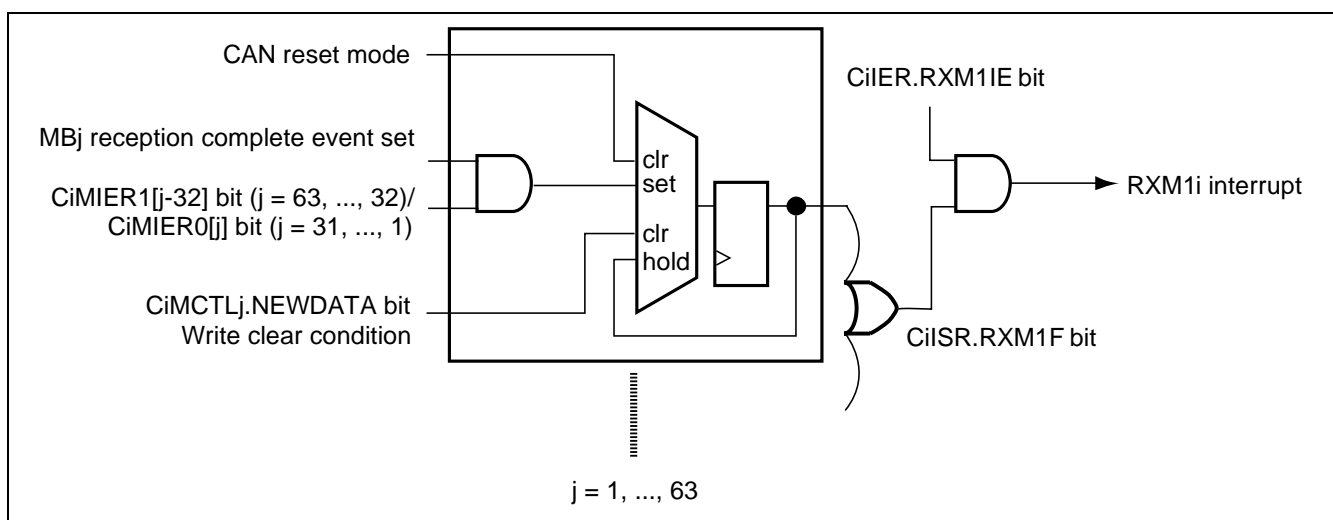 CAN reset mode
CiIER.RXM1IE bit
MBj reception complete event set
clr
set
RXM1i interrupt
CiMIER1[j-32] bit (j = 63, ..., 32)/
CiMIER0[j] bit (j = 31, ..., 1)
clr
hold
CiMCTLj.NEWDATA bit
Write clear condition
CiISR.RXM1F bit
j = 1, ..., 63